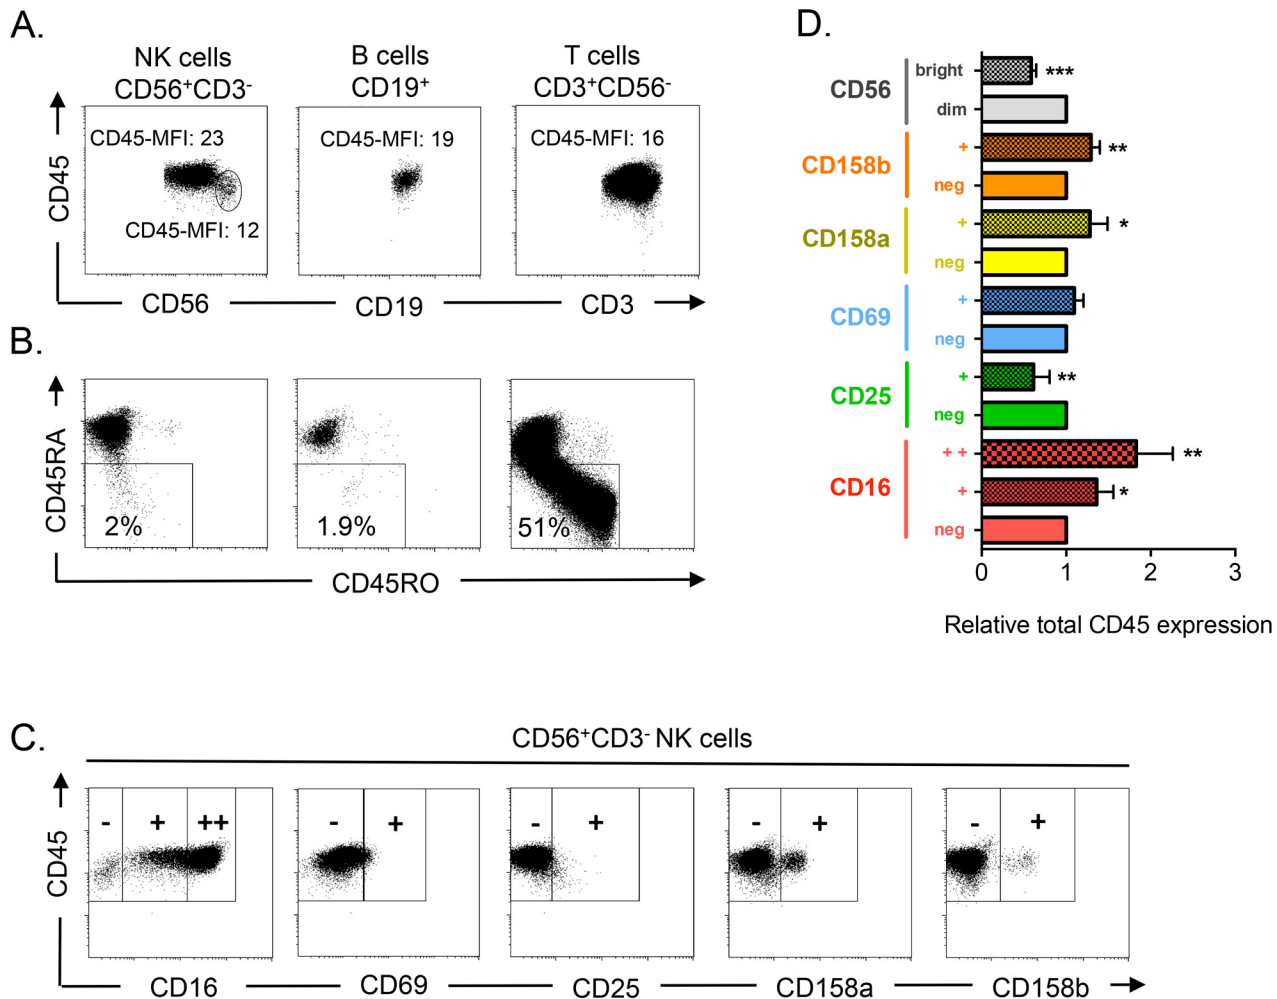 A.
NK cells
CD56⁺CD3⁻
B cells
CD19⁺
T cells
CD3⁺CD56⁻
CD45
CD45-MFI: 23
CD45-MFI: 12
CD45-MFI: 19
CD45-MFI: 16
CD56
CD19
CD3
B.
CD45RA
2%
1.9%
51%
CD45RO
D.
CD56
bright
***
dim
CD158b
+
**
neg
CD158a
+
*
neg
CD69
+
neg
CD25
+
**
neg
CD16
+ +
**
+
*
neg
0 1 2 3
Relative total CD45 expression
C.
CD56⁺CD3⁻ NK cells
CD45
- + ++
- +
- +
- +
- +
CD16 CD69 CD25 CD158a CD158b